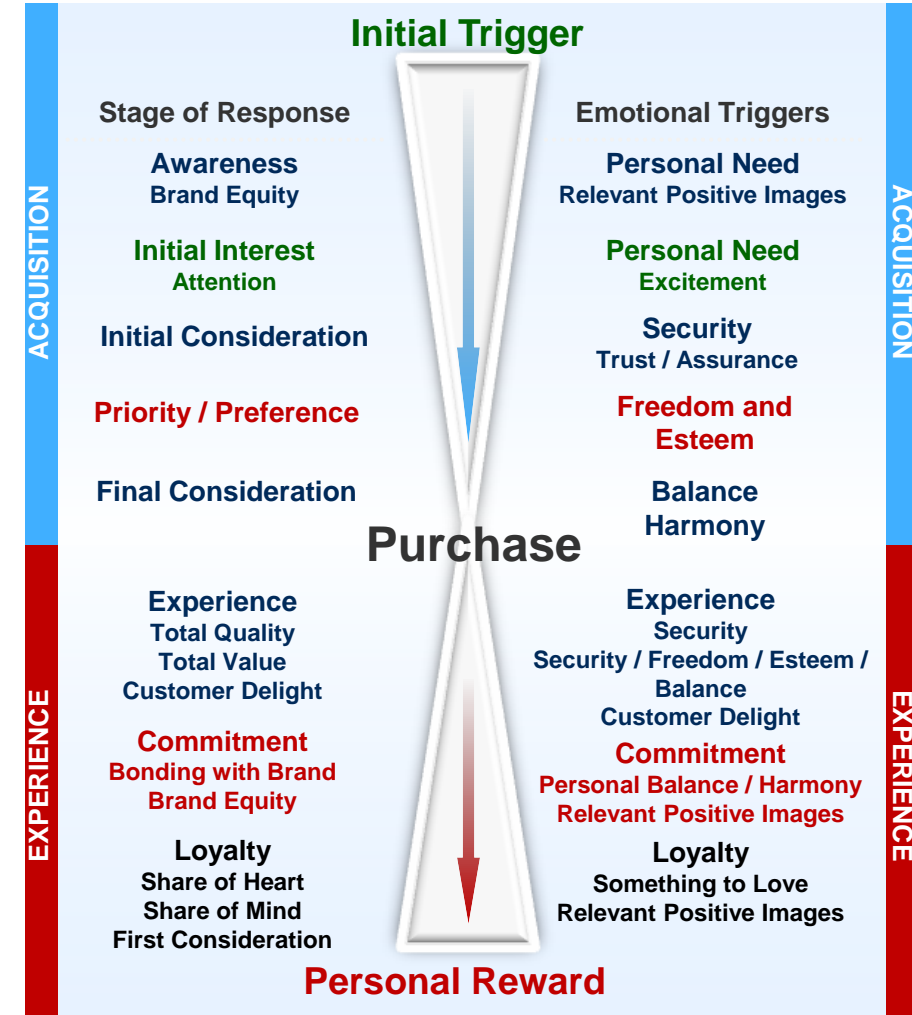 Initial Trigger
ACQUISITION
Stage of Response
Awareness
Brand Equity
Initial Interest
Attention
Initial Consideration
Priority / Preference
Final Consideration
Emotional Triggers
Personal Need
Relevant Positive Images
Personal Need
Excitement
Security
Trust / Assurance
Freedom and
Esteem
Balance
Harmony
ACQUISITION
Purchase
EXPERIENCE
Experience
Total Quality
Total Value
Customer Delight
Commitment
Bonding with Brand
Brand Equity
Loyalty
Share of Heart
Share of Mind
First Consideration
Experience
Security
Security / Freedom / Esteem /
Balance
Customer Delight
Commitment
Personal Balance / Harmony
Relevant Positive Images
Loyalty
Something to Love
Relevant Positive Images
EXPERIENCE
Personal Reward